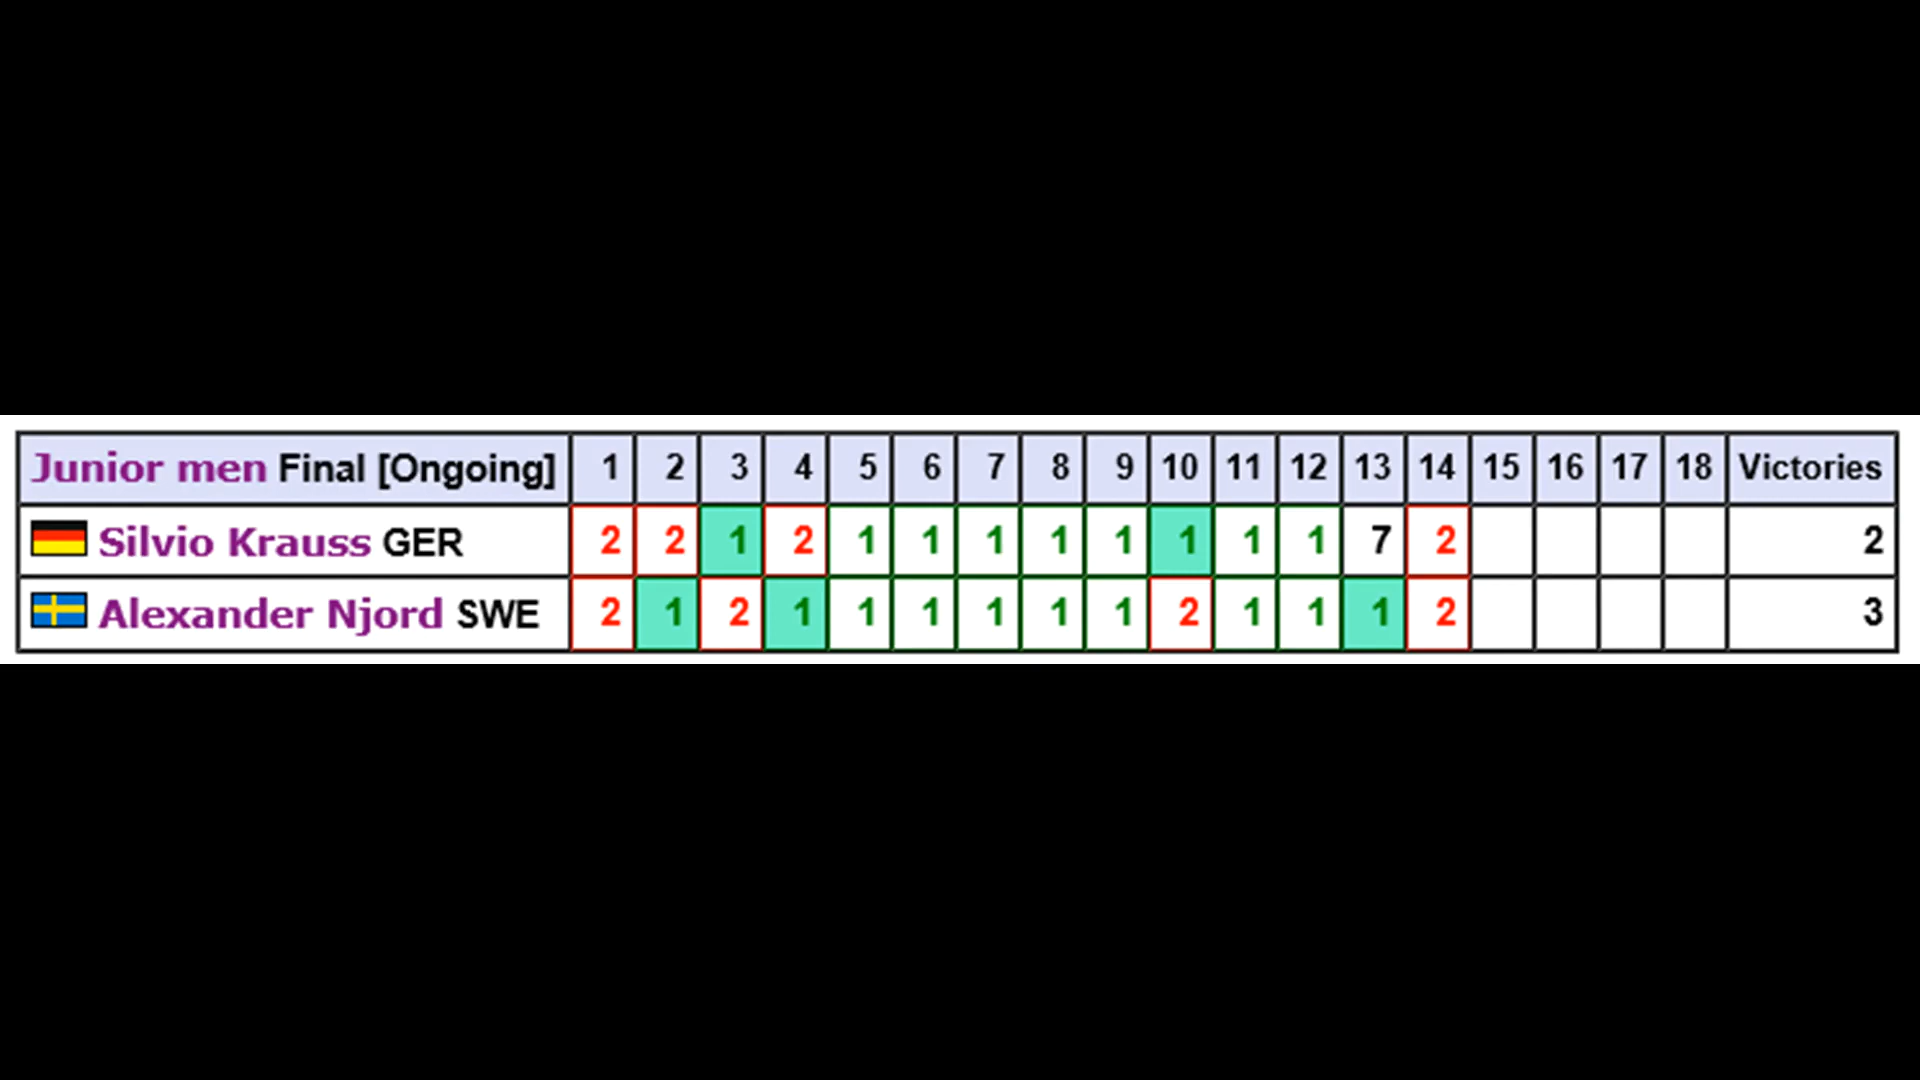 Junior men Final [Ongoing] 1 2 3 4 5 6 7 8 9 10 11 12 13 14 15 16 17 18 Victories
Silvio Krauss GER 2 2 1 2 1 1 1 1 1 1 1 1 7 2 2
Alexander Njord SWE 2 1 2 1 1 1 1 1 1 2 1 1 1 2 3